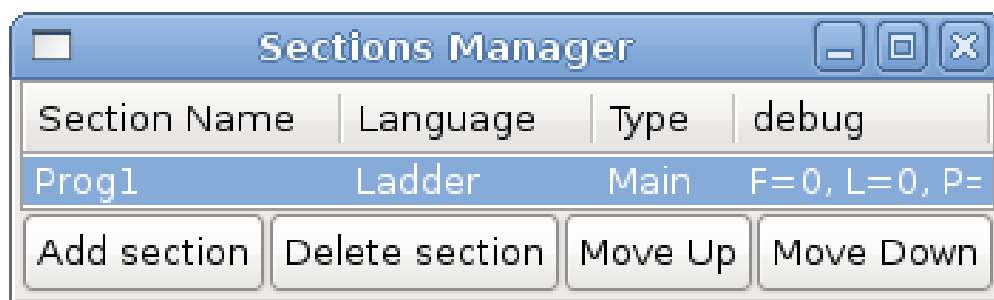 Sections Manager
Section Name Language Type debug
Prog1 Ladder Main F=0, L=0, P=
Add section Delete section Move Up Move Down